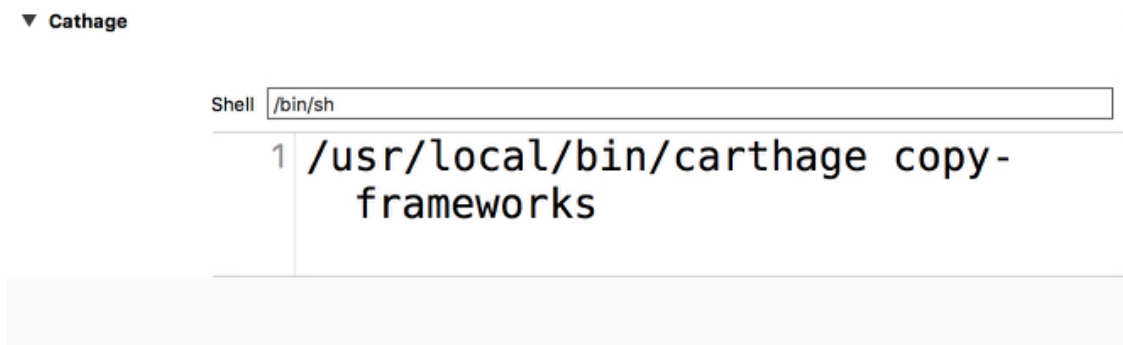 ▼ Cathage
Shell /bin/sh
1 /usr/local/bin/carthage copy-
frameworks